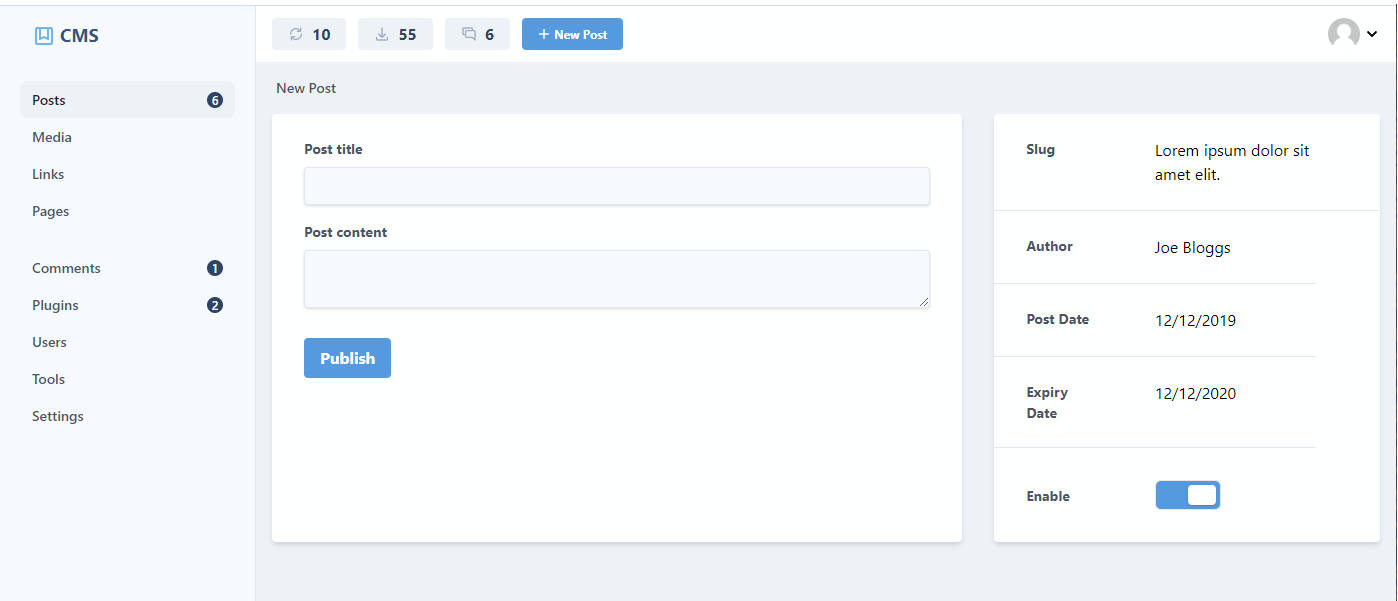 CMS
10
55
6
+ New Post
Posts
6
Media
Links
Pages
Comments
1
Plugins
2
Users
Tools
Settings
New Post
Post title
Post content
Publish
Slug
Lorem ipsum dolor sit
amet elit.
Author
Joe Bloggs
Post Date
12/12/2019
Expiry
Date
12/12/2020
Enable